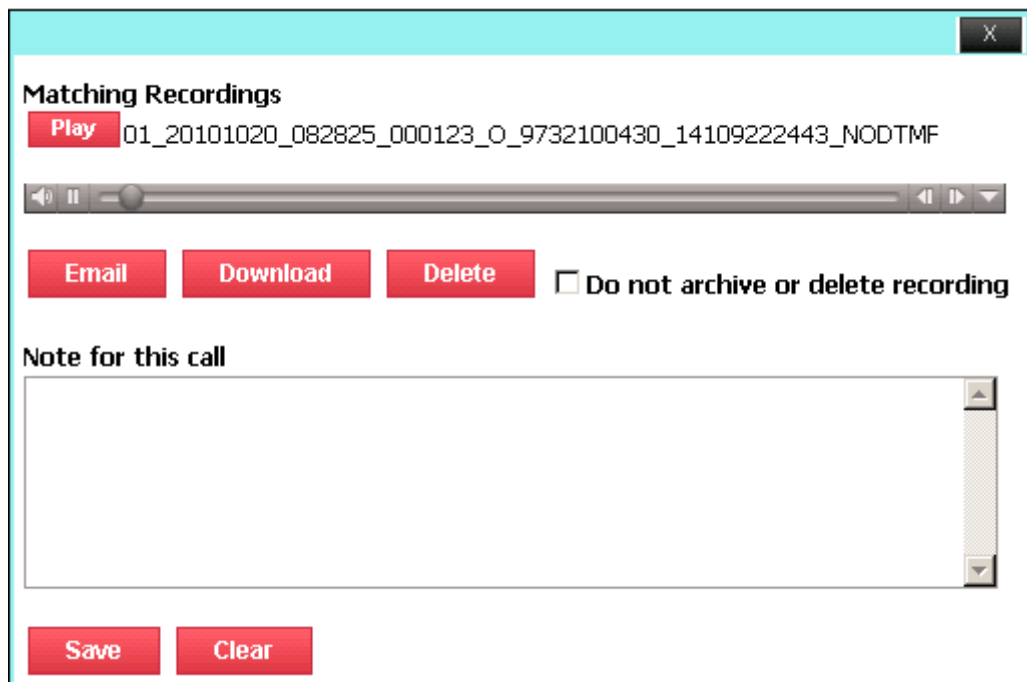 X
Matching Recordings
Play 01_20101020_082825_000123_O_9732100430_14109222443_NODTMF
Email Download Delete Do not archive or delete recording
Note for this call
Save Clear